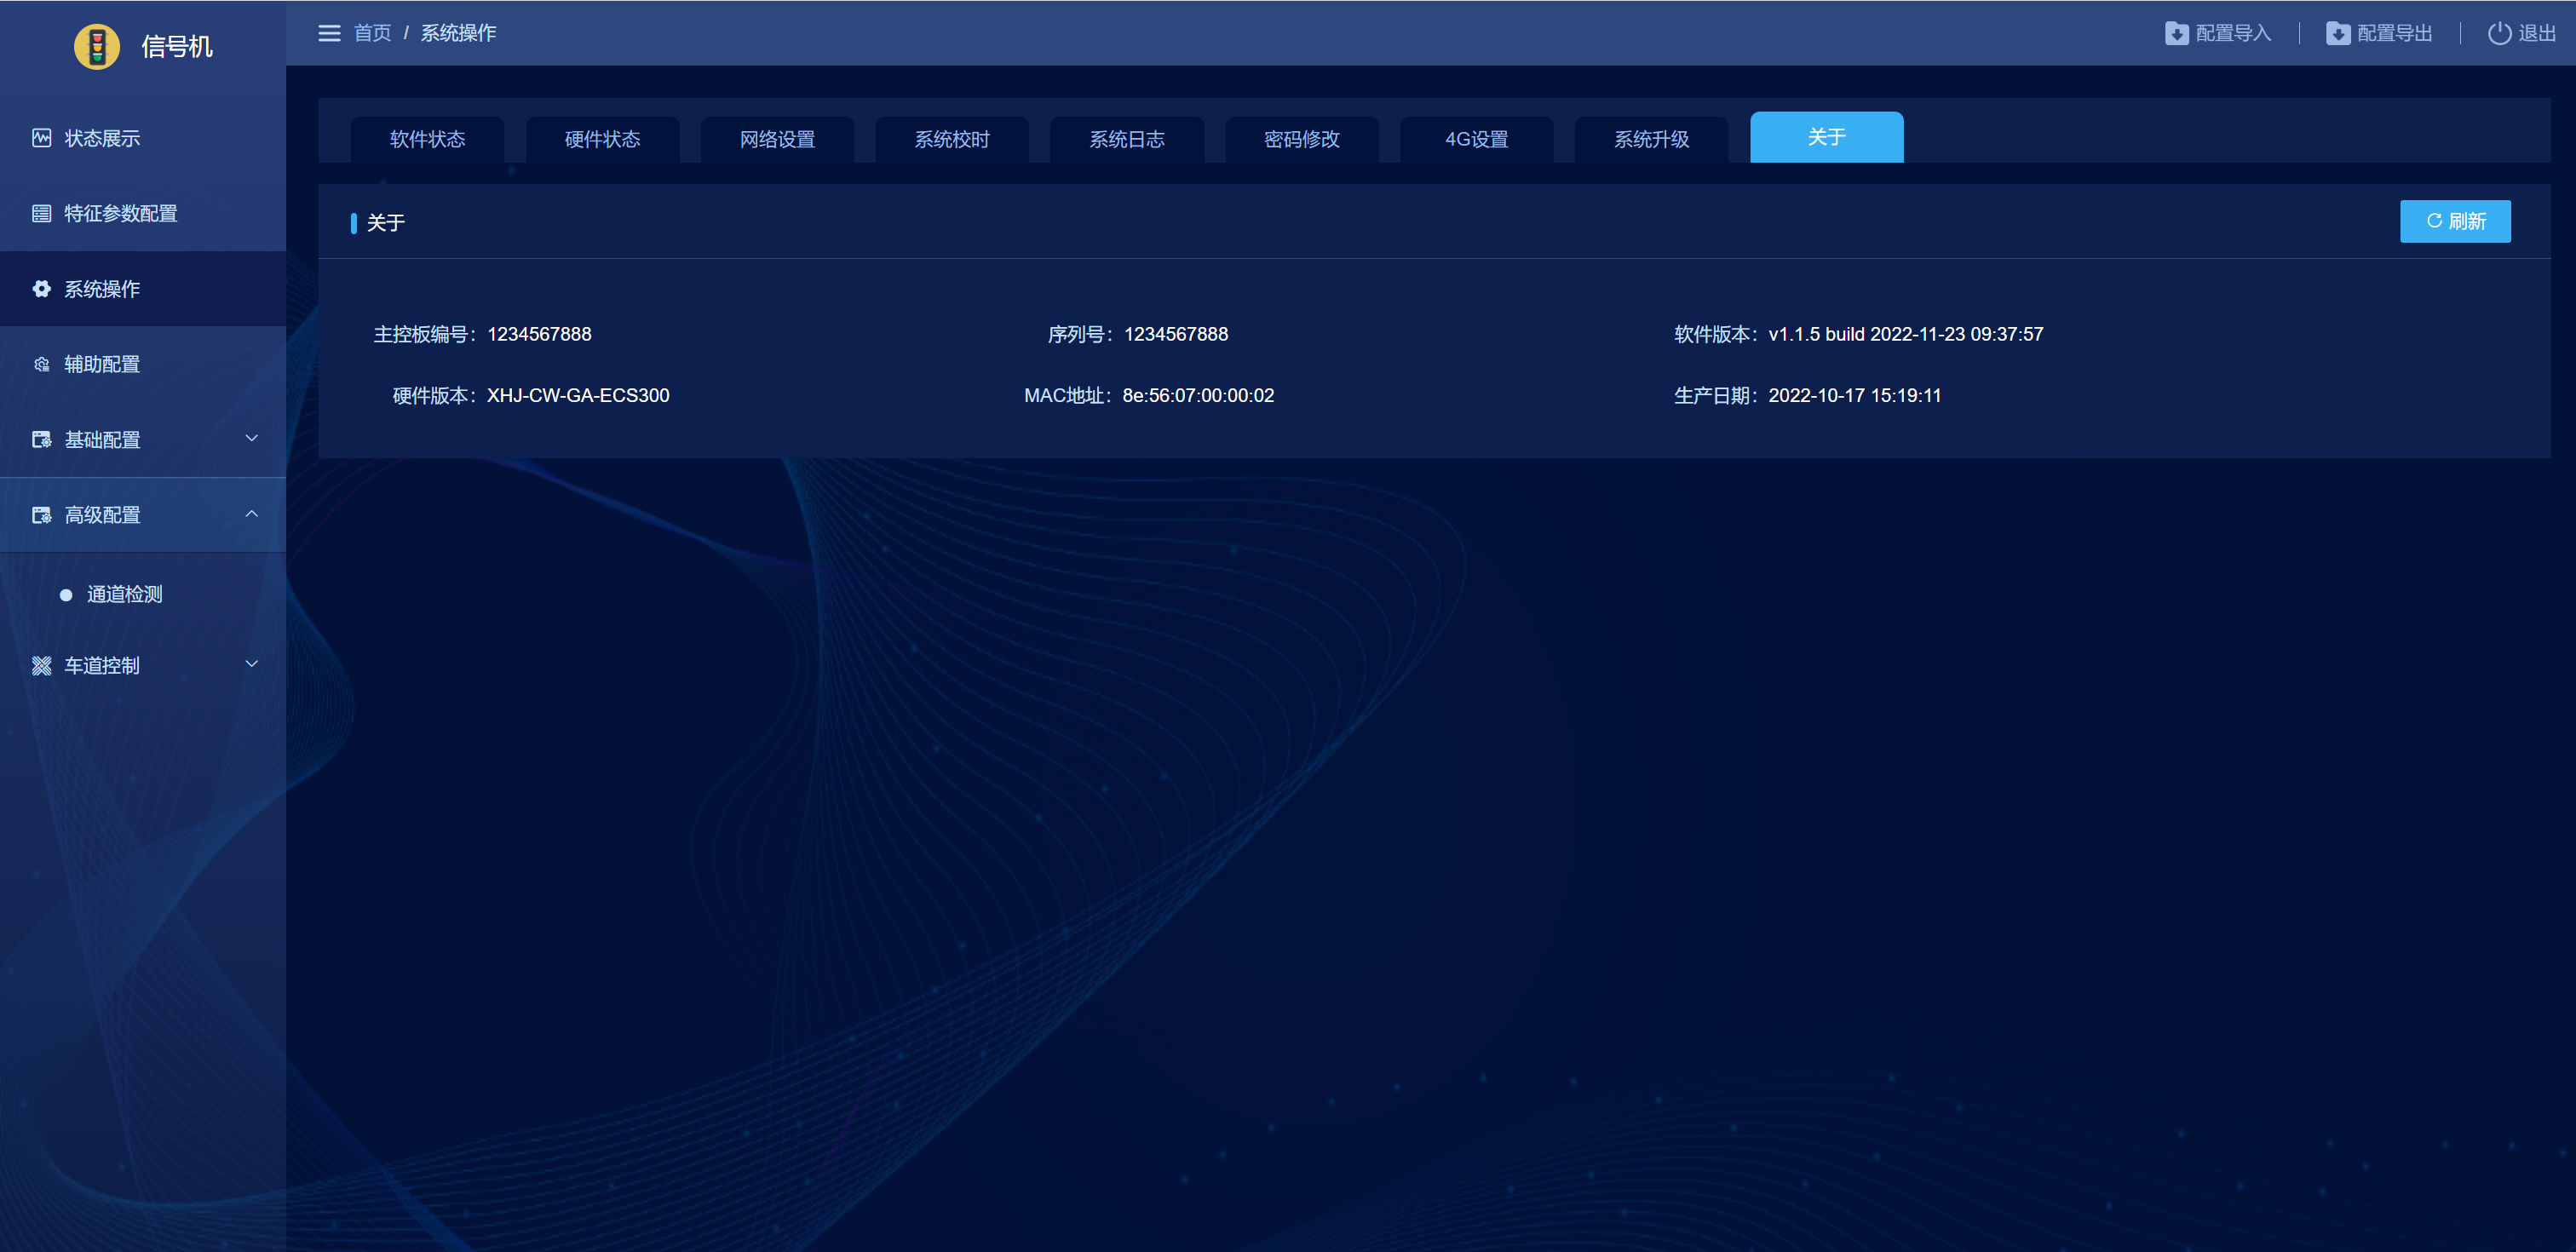 信号机
首页 / 系统操作
配置导入
配置导出
退出
状态展示
特征参数配置
系统操作
辅助配置
基础配置
高级配置
通道检测
车道控制
软件状态
硬件状态
网络设置
系统校时
系统日志
密码修改
4G设置
系统升级
关于
关于
刷新
主控板编号：1234567888
序列号：1234567888
软件版本：v1.1.5 build 2022-11-23 09:37:57
硬件版本：XHJ-CW-GA-ECS300
MAC地址：8e:56:07:00:00:02
生产日期：2022-10-17 15:19:11